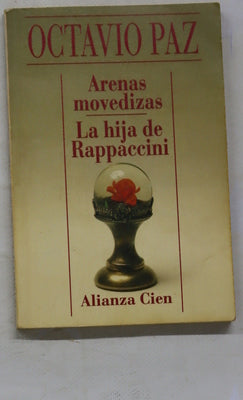 OCTAVIO PAZ
Arenas
movedizas
La hija de
Rappaccini
Alianza Cien